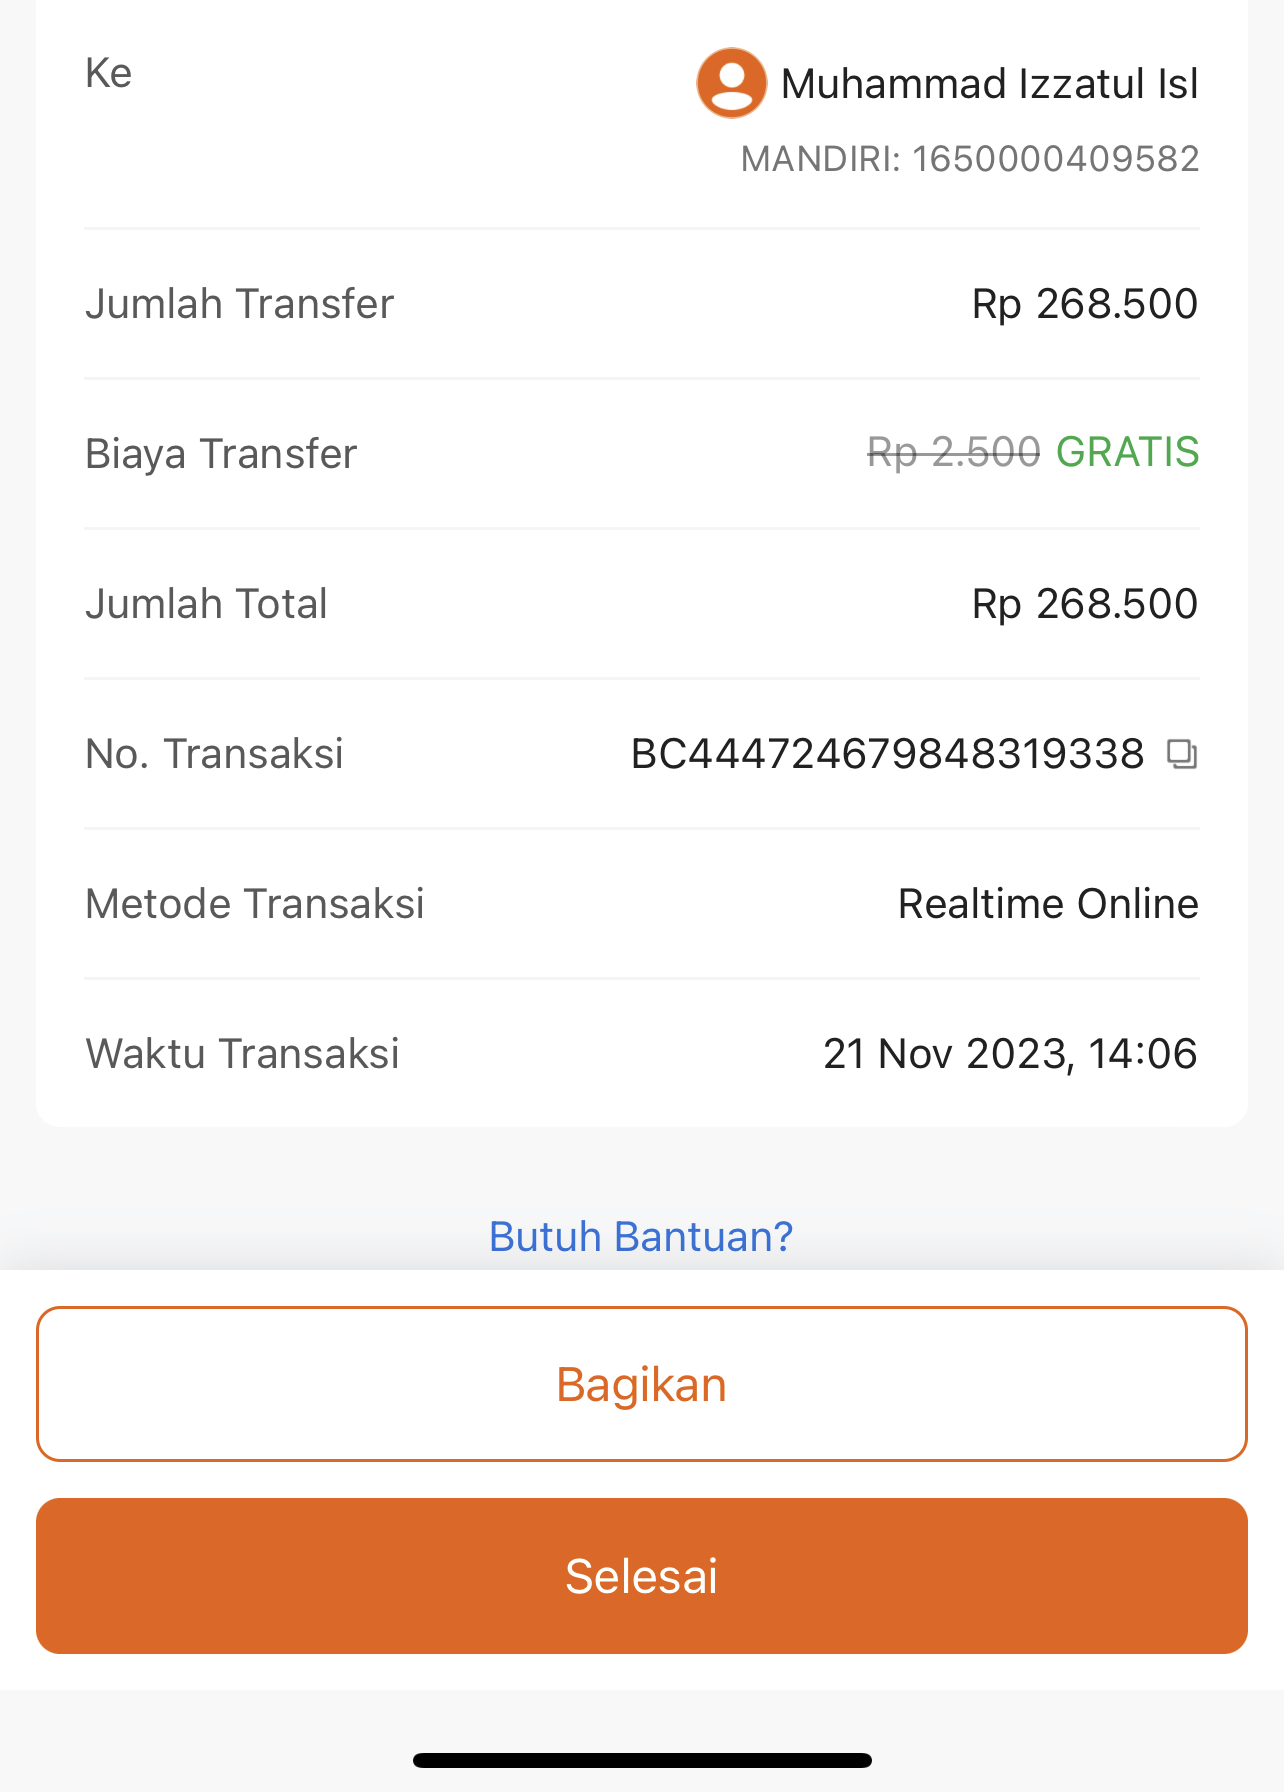 Ke
Muhammad Izzatul Isl
MANDIRI: 1650000409582
Jumlah Transfer
Rp 268.500
Biaya Transfer
Rp 2.500 GRATIS
Jumlah Total
Rp 268.500
No. Transaksi
BC444724679848319338
Metode Transaksi
Realtime Online
Waktu Transaksi
21 Nov 2023, 14:06
Butuh Bantuan?
Bagikan
Selesai